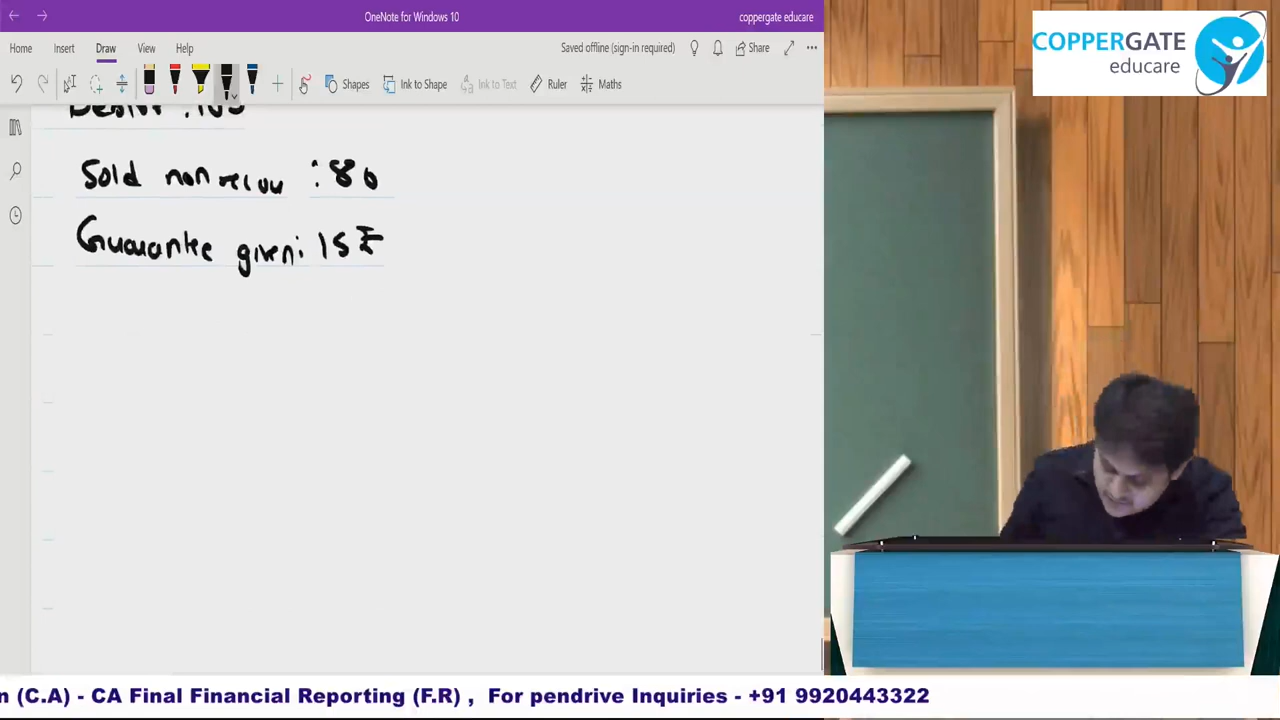 OneNote for Windows 10
coppergate educare
Home Insert Draw View Help
Saved offline (sign-in required)
Share
Shapes
Ink to Shape
Ink to Text
Ruler
Maths
COPPERGATE
educare
Sold non recou : 80
Guarantee given: 15 ₹
n (C.A) - CA Final Financial Reporting (F.R) , For pendrive Inquiries - +91 9920443322